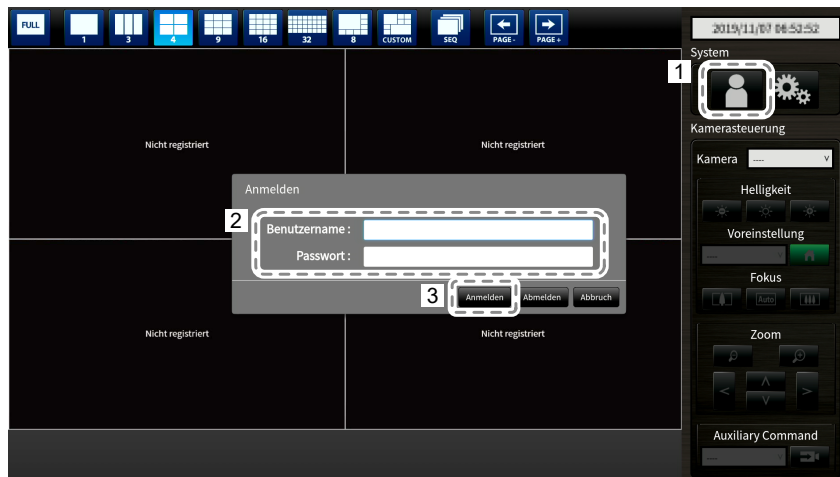 FULL
1
3
4
9
16
32
8
CUSTOM
SEQ
PAGE -
PAGE +
2019/11/07 06:52:52
System
1
Kamerasteuerung
Kamera ---- v
Nicht registriert
Nicht registriert
Helligkeit
Voreinstellung
----
Fokus
Auto
Anmelden
2
Benutzername :
Passwort :
3
Anmelden
Abmelden
Abbruch
Nicht registriert
Nicht registriert
Zoom
Auxiliary Command
----